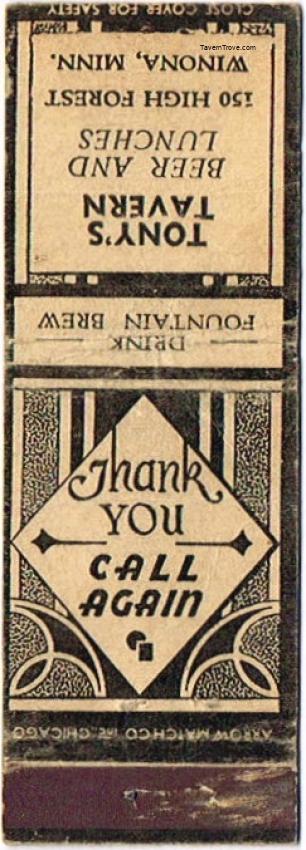 CLOSE COVER FOR SAFETY
TavernTrove.com
TONY'S
TAVERN
BEER AND
LUNCHES
150 HIGH FOREST
WINONA, MINN.
DRINK
FOUNTAIN BREW
Thank
YOU
CALL
AGAIN
ARROW MATCH CO INC. CHICAGO